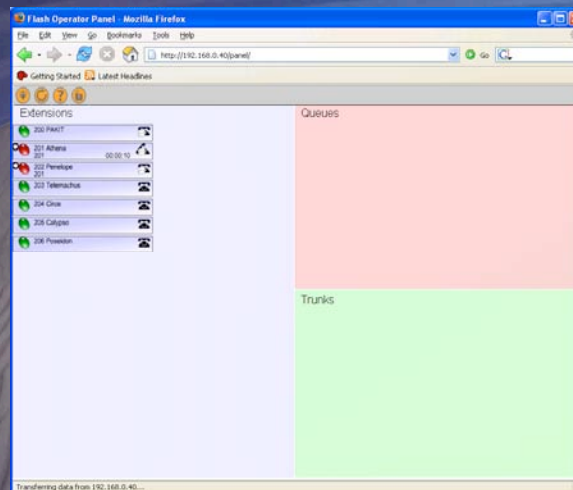 Flash Operator Panel - Mozilla Firefox
File Edit View Go Bookmarks Tools Help
http://192.168.0.40/panel/
Go
Getting Started Latest Headlines
Extensions
200 PAKIT
201 Athena
201 00:00:10
202 Penelope
201
203 Telemachus
204 Circe
205 Calypso
206 Poseidon
Queues
Trunks
Transferring data from 192.168.0.40...